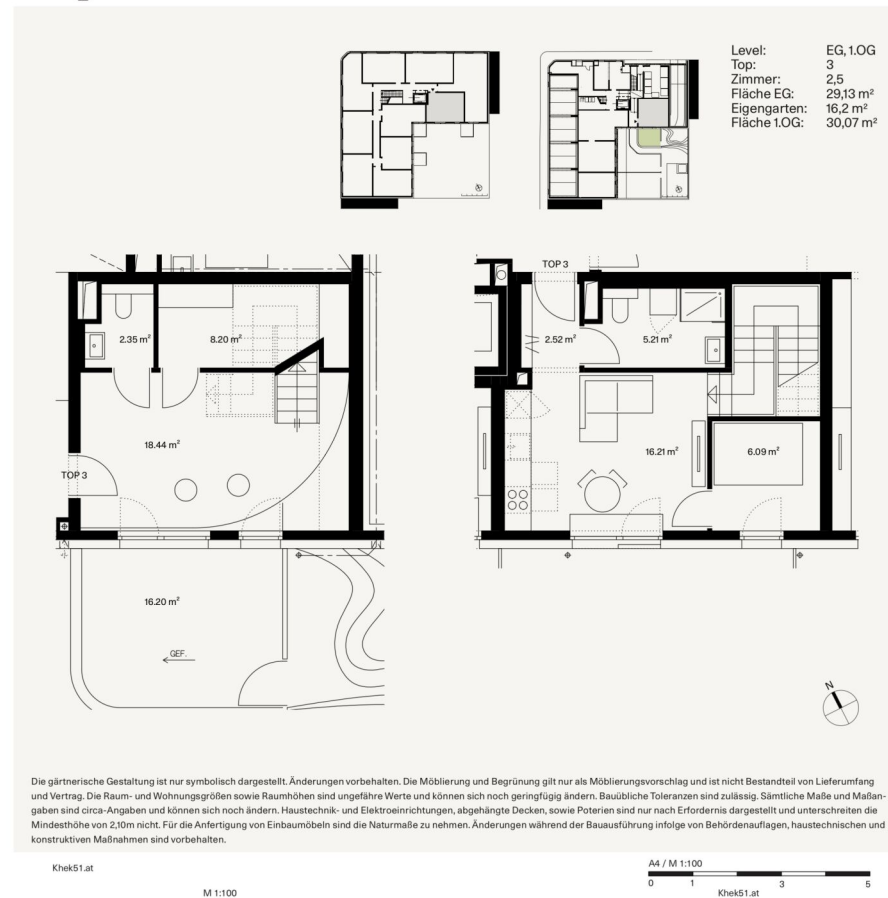 Level: EG, 1.OG
Top: 3
Zimmer: 2,5
Fläche EG: 29,13 m²
Eigengarten: 16,2 m²
Fläche 1.OG: 30,07 m²
TOP 3
2.35 m²
8.20 m²
2.52 m²
5.21 m²
18.44 m²
16.21 m²
6.09 m²
TOP 3
16.20 m²
GEF.
N
Die gärtnerische Gestaltung ist nur symbolisch dargestellt. Änderungen vorbehalten. Die Möblierung und Begrünung gilt nur als Möblierungsvorschlag und ist nicht Bestandteil von Lieferumfang
und Vertrag. Die Raum- und Wohnungsgrößen sowie Raumhöhen sind ungefähre Werte und können sich noch geringfügig ändern. Bauübliche Toleranzen sind zulässig. Sämtliche Maße und Maßan-
gaben sind circa-Angaben und können sich noch ändern. Haustechnik- und Elektroeinrichtungen, abgehängte Decken, sowie Poterien sind nur nach Erfordernis dargestellt und unterschreiten die
Mindesthöhe von 2,10m nicht. Für die Anfertigung von Einbaumöbeln sind die Naturmaße zu nehmen. Änderungen während der Bauausführung infolge von Behördenauflagen, haustechnischen und
konstruktiven Maßnahmen sind vorbehalten.
Khek51.at
A4 / M 1:100
0 1 3 5
M 1:100
Khek51.at